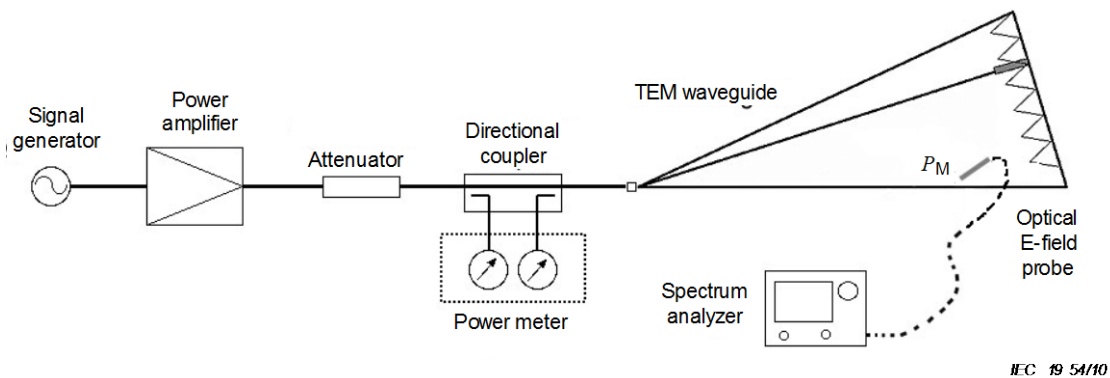 Signal
generator
Power
amplifier
Attenuator
Directional
coupler
Power meter
TEM waveguide
PM
Optical
E-field
probe
Spectrum
analyzer
IEC 19 54/10